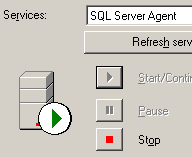 Services:
SQL Server Agent
Refresh serv
Start/Contin
Pause
Stop